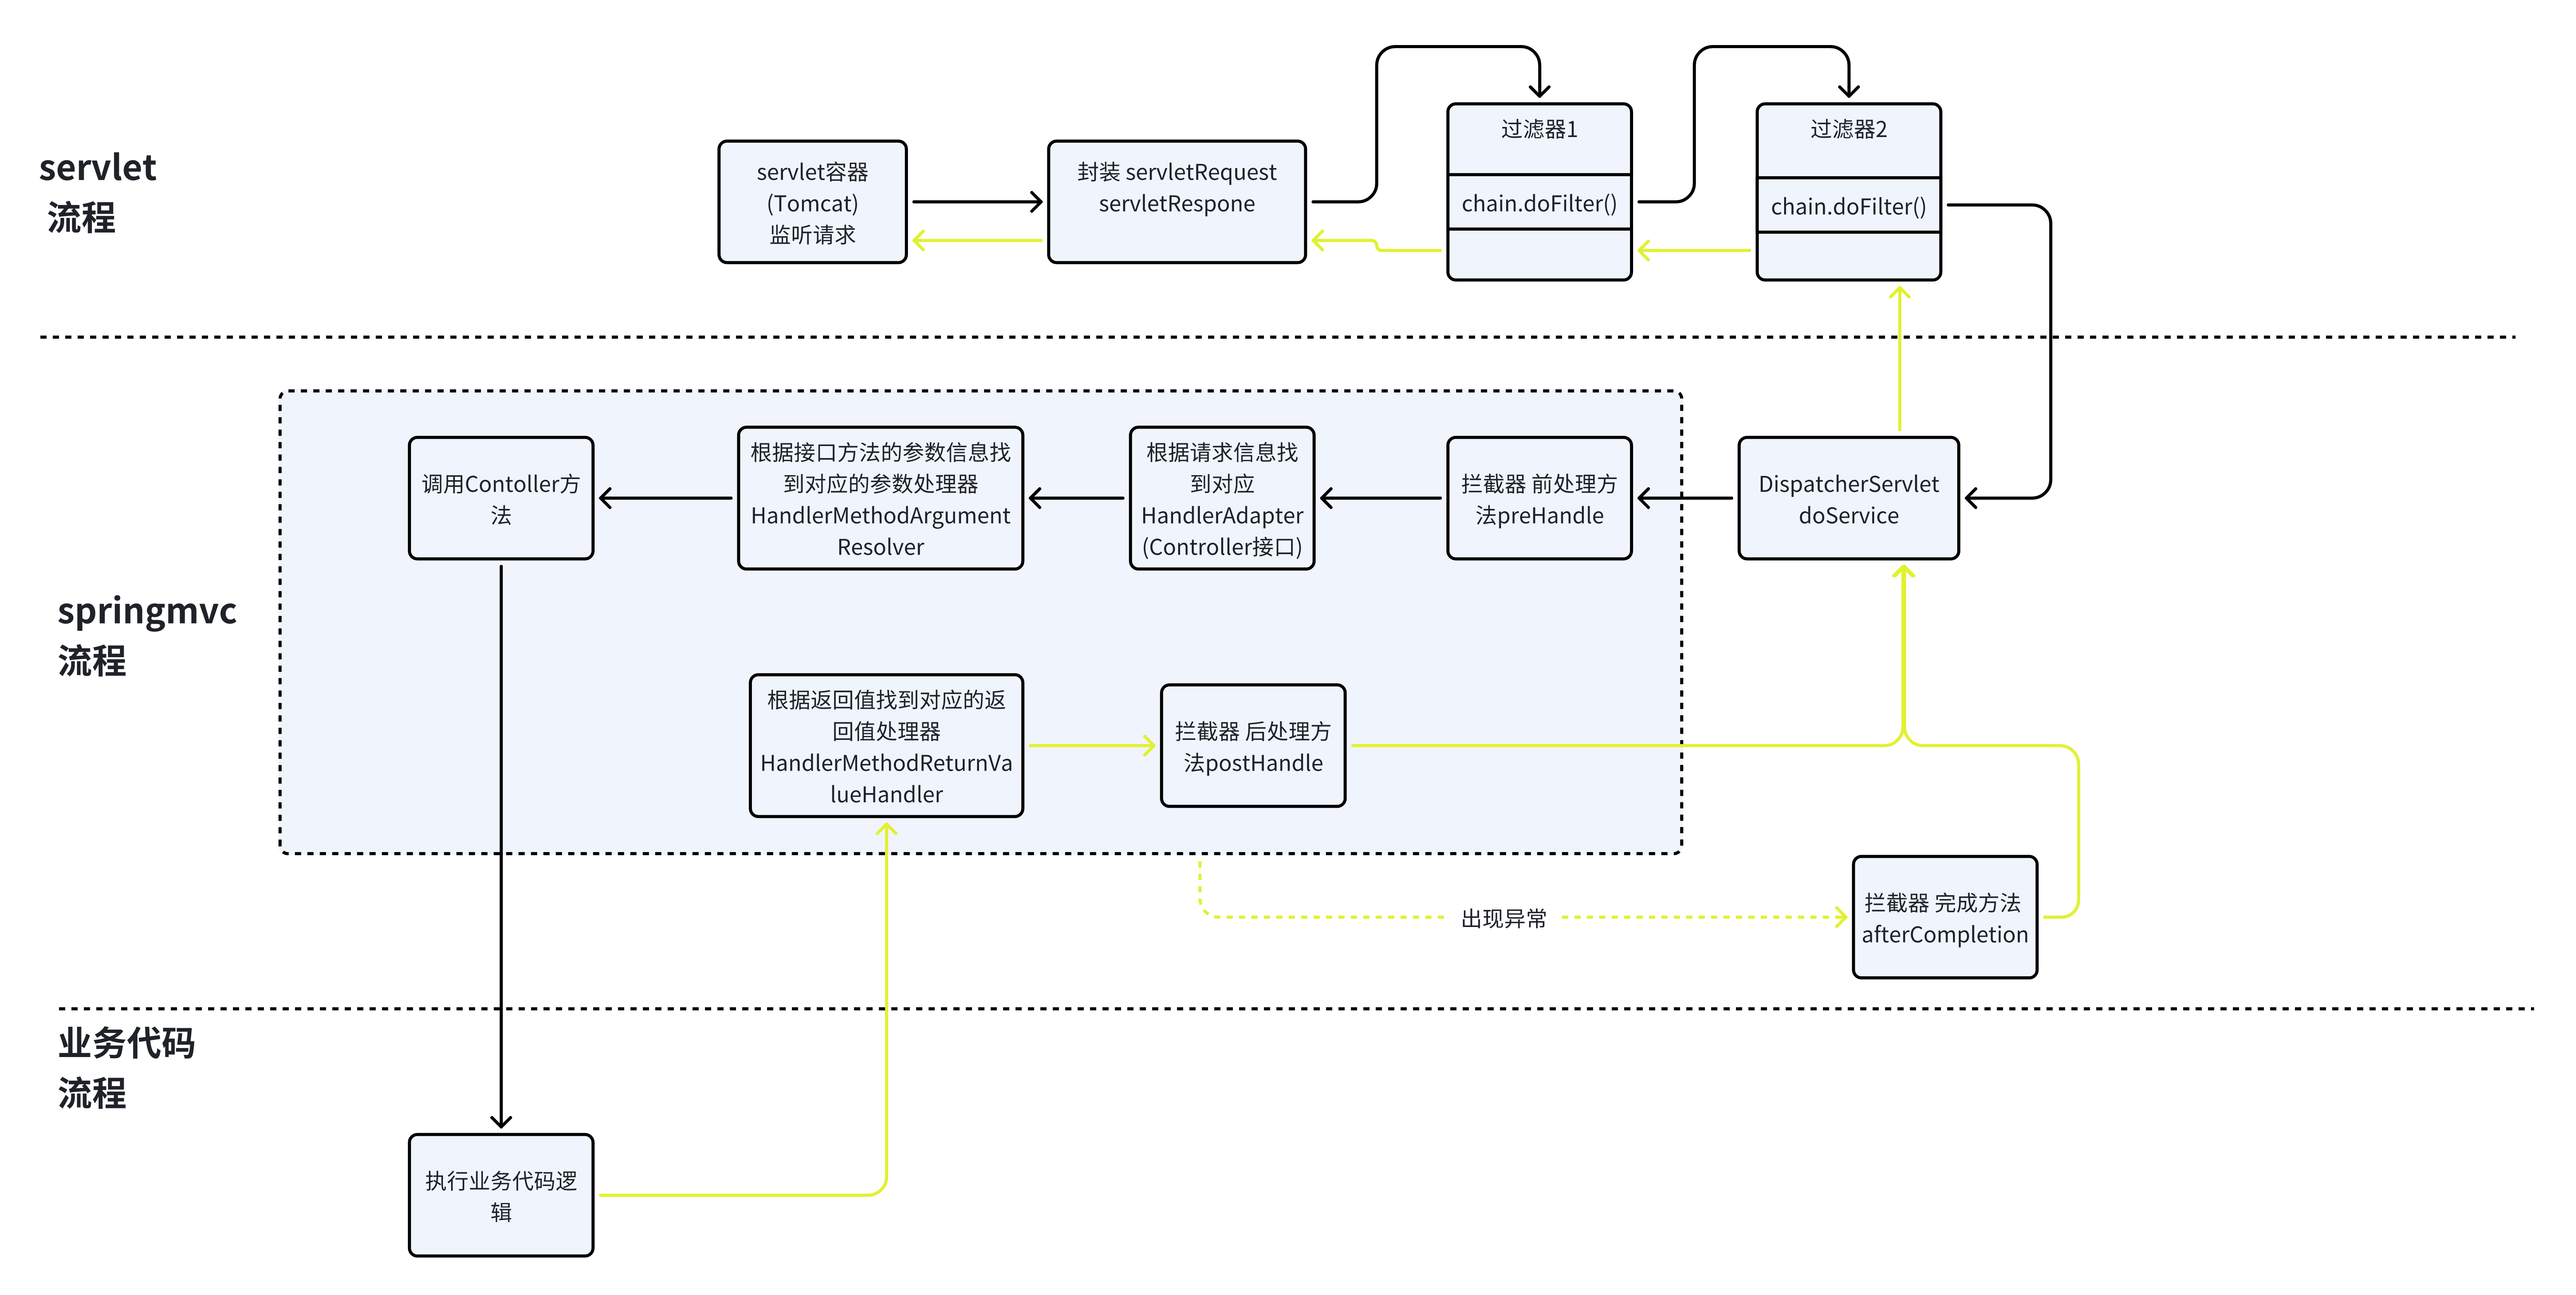 servlet
流程
servlet容器
(Tomcat)
监听请求
封装 servletRequest
servletRespone
过滤器1
chain.doFilter()
过滤器2
chain.doFilter()
springmvc
流程
调用Contoller方
法
根据接口方法的参数信息找
到对应的参数处理器
HandlerMethodArgument
Resolver
根据请求信息找
到对应
HandlerAdapter
(Controller接口)
拦截器 前处理方
法preHandle
DispatcherServlet
doService
根据返回值找到对应的返
回值处理器
HandlerMethodReturnVa
lueHandler
拦截器 后处理方
法postHandle
出现异常
拦截器 完成方法
afterCompletion
业务代码
流程
执行业务代码逻
辑